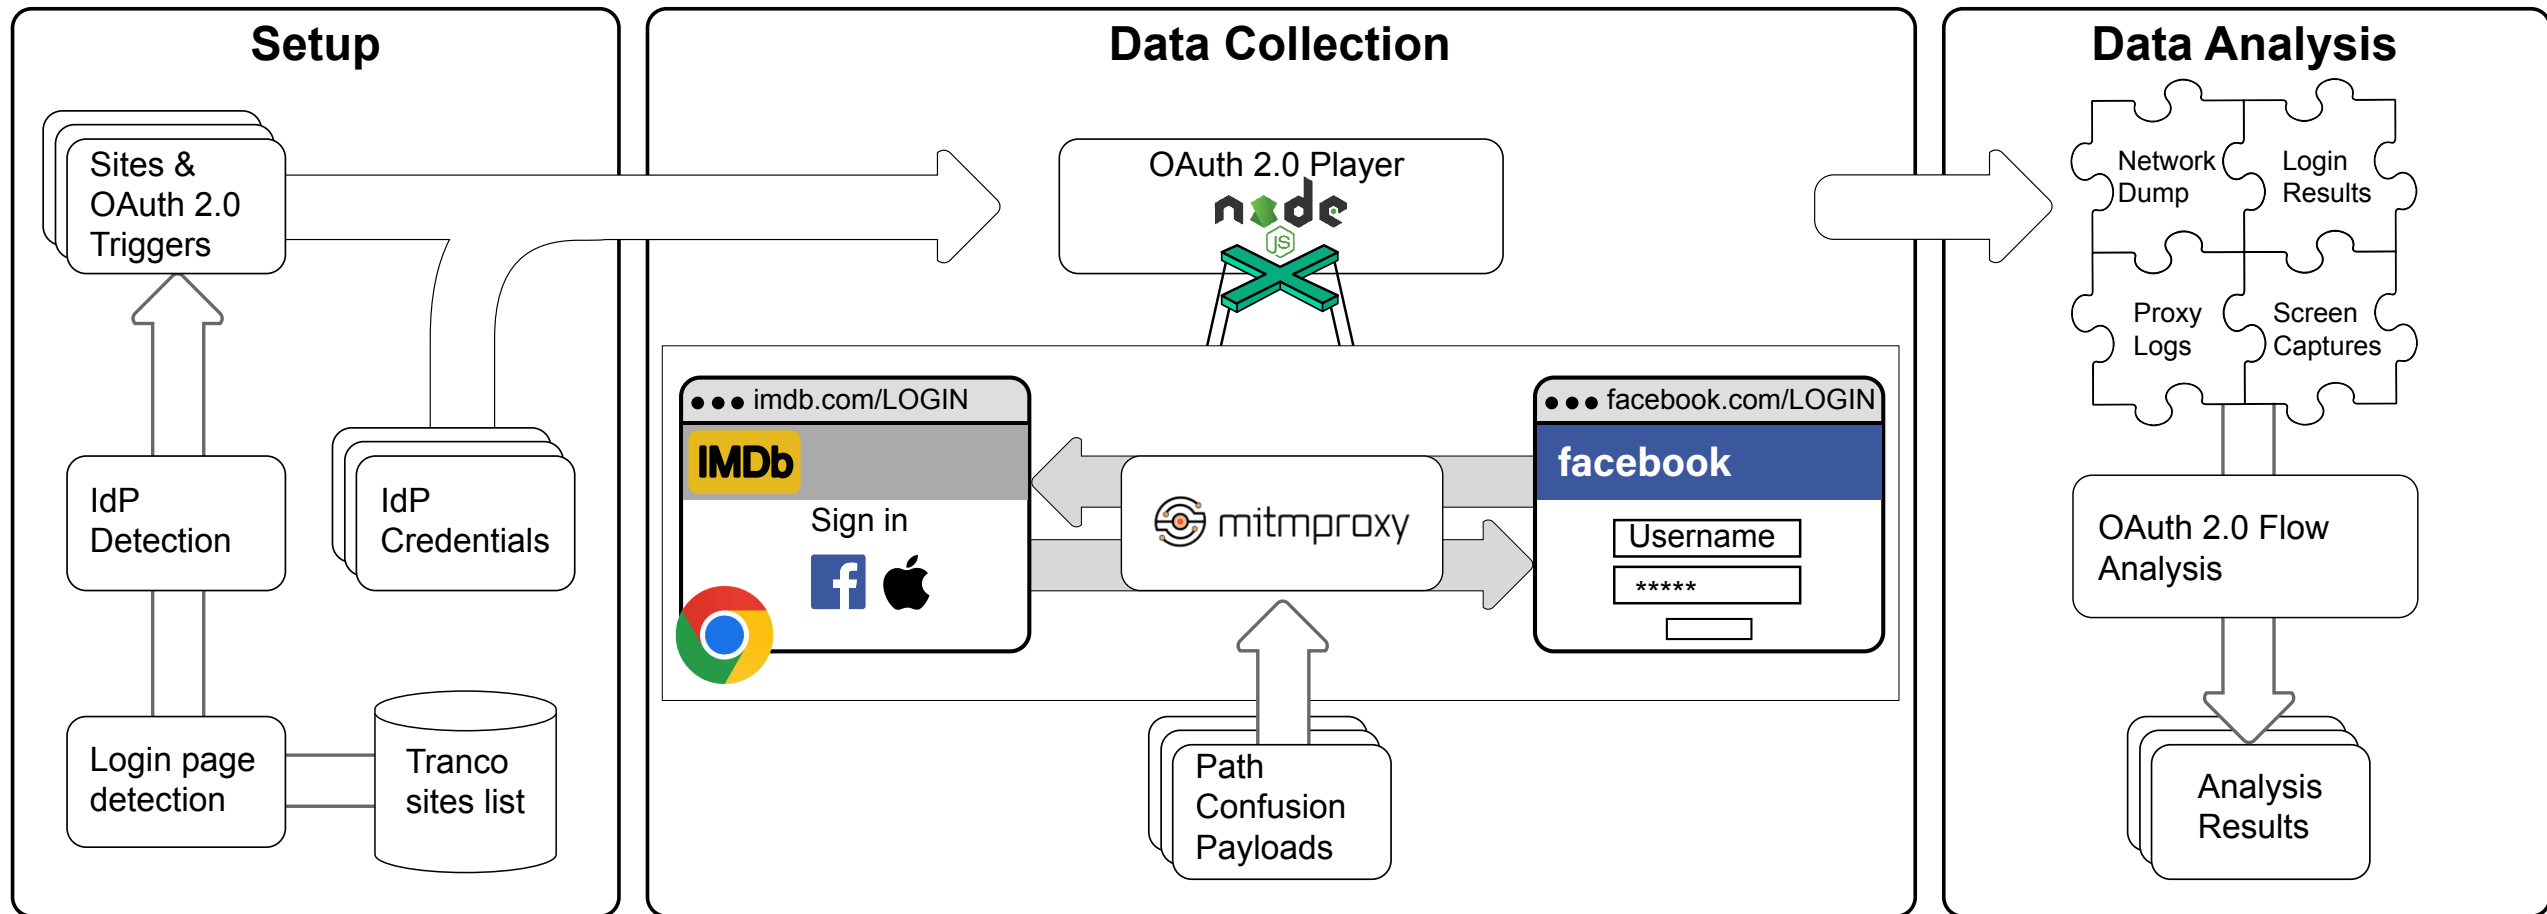 Setup
Sites &
OAuth 2.0
Triggers
IdP
Detection
IdP
Credentials
Login page
detection
Tranco
sites list
Data Collection
OAuth 2.0 Player
node
JS
imdb.com/LOGIN
IMDb
Sign in
f
mitmproxy
facebook.com/LOGIN
facebook
Username
*****
Path
Confusion
Payloads
Data Analysis
Network
Dump
Login
Results
Proxy
Logs
Screen
Captures
OAuth 2.0 Flow
Analysis
Analysis
Results